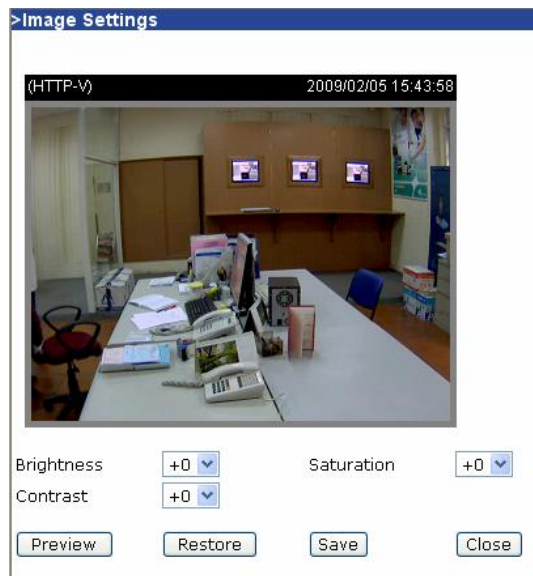 >Image Settings
(HTTP-V) 2009/02/05 15:43:58
Brightness +0 Saturation +0
Contrast +0
Preview Restore Save Close